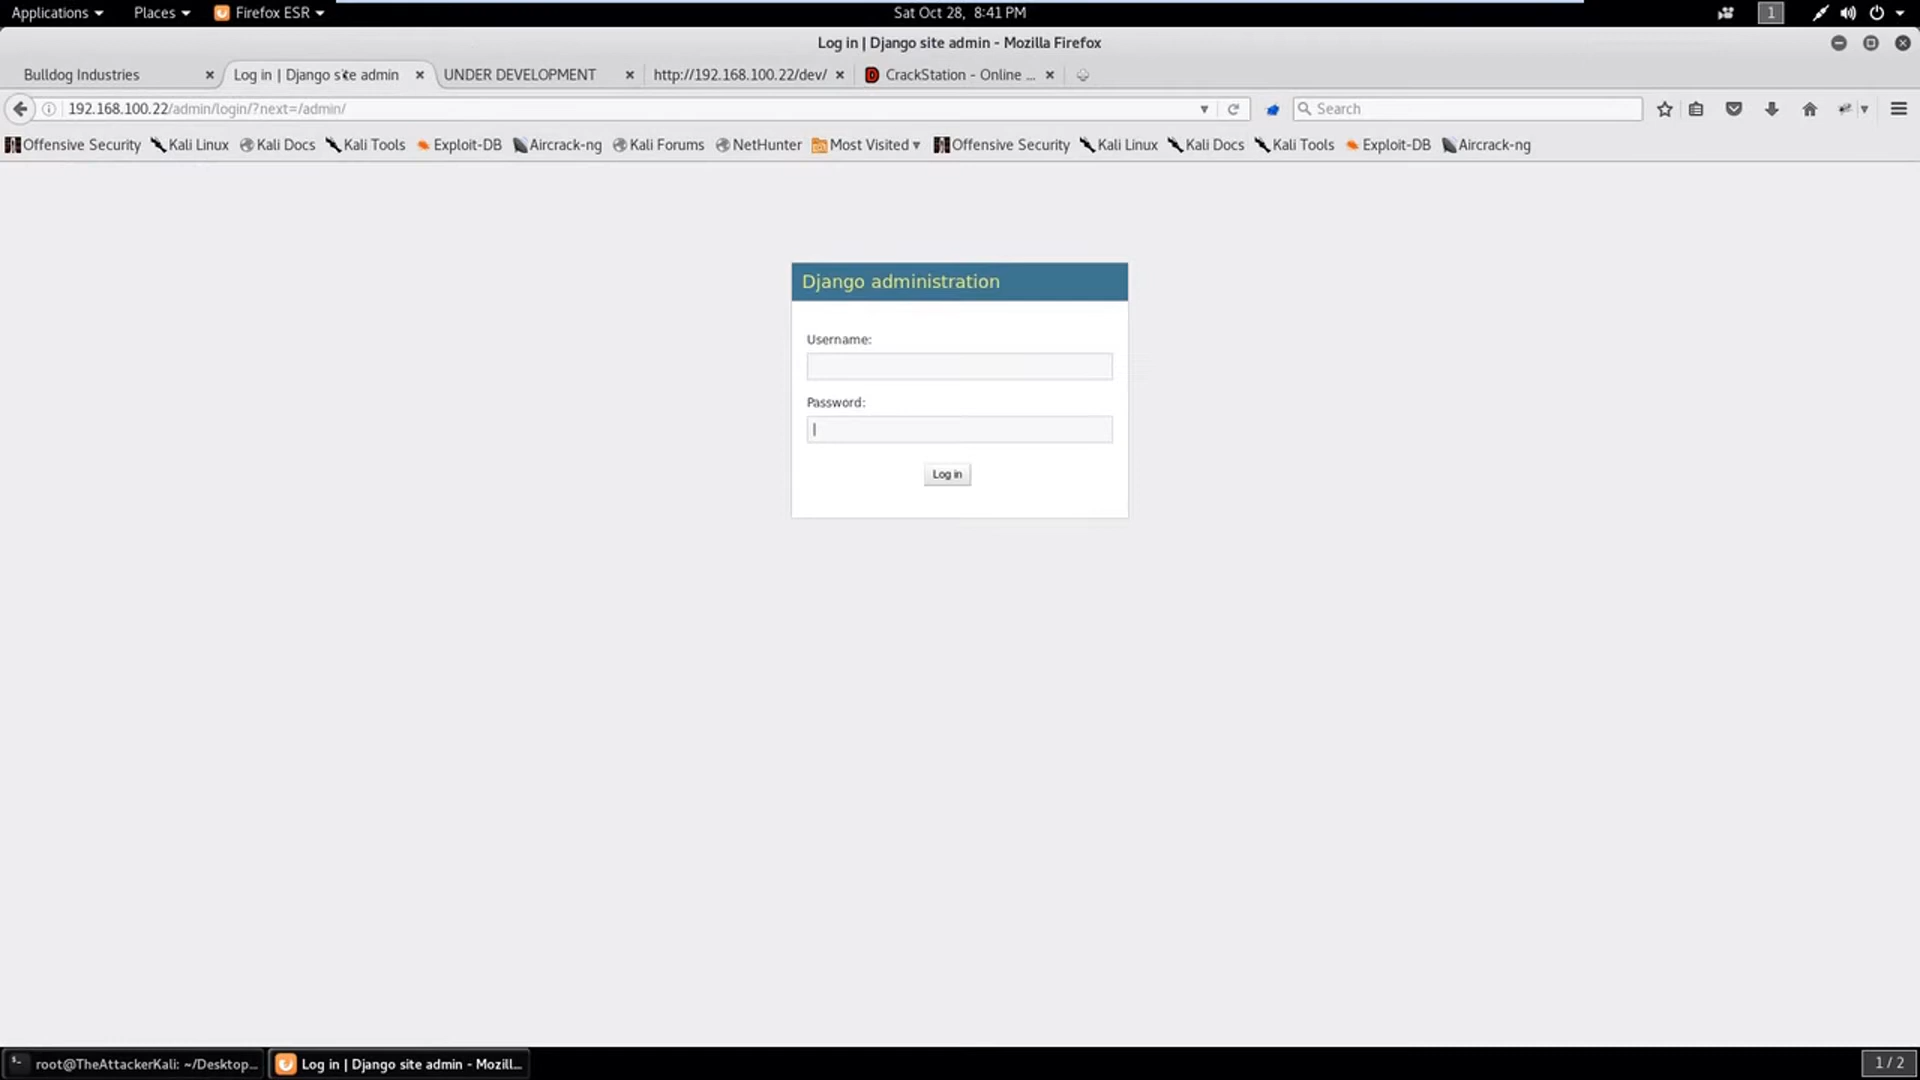 Applications Places Firefox ESR Sat Oct 28, 8:41 PM 1
Log in | Django site admin - Mozilla Firefox
Bulldog Industries Log in | Django site admin UNDER DEVELOPMENT http://192.168.100.22/dev/ CrackStation - Online ...
192.168.100.22/admin/login/?next=/admin/ Search
Offensive Security Kali Linux Kali Docs Kali Tools Exploit-DB Aircrack-ng Kali Forums NetHunter Most Visited Offensive Security Kali Linux Kali Docs Kali Tools Exploit-DB Aircrack-ng
Django administration
Username:
Password:
Log in
root@TheAttackerKali: ~/Desktop... Log in | Django site admin - Mozill... 1 / 2